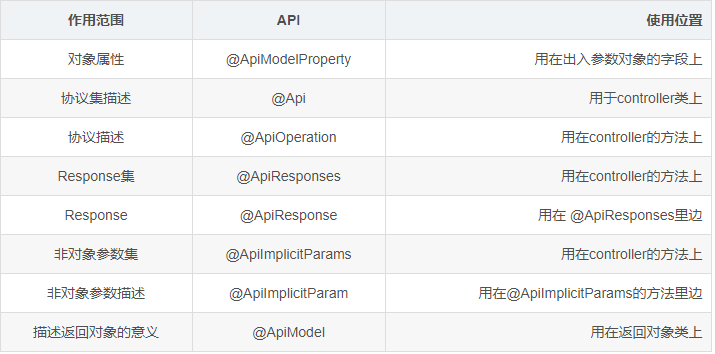 作用范围 API 使用位置
对象属性 @ApiModelProperty 用在出入参数对象的字段上
协议集描述 @Api 用于controller类上
协议描述 @ApiOperation 用在controller的方法上
Response集 @ApiResponses 用在controller的方法上
Response @ApiResponse 用在 @ApiResponses里边
非对象参数集 @ApiImplicitParams 用在controller的方法上
非对象参数描述 @ApiImplicitParam 用在@ApiImplicitParams的方法里边
描述返回对象的意义 @ApiModel 用在返回对象类上